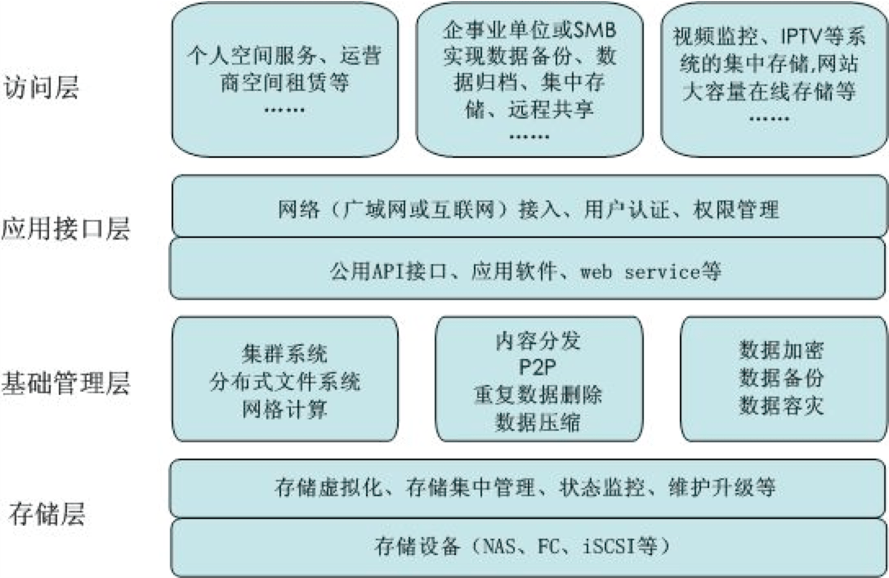 访问层
个人空间服务、运营
商空间租赁等
……
企事业单位或SMB
实现数据备份、数
据归档、集中存
储、远程共享
……
视频监控、IPTV等系
统的集中存储,网站
大容量在线存储等
……
应用接口层
网络（广域网或互联网）接入、用户认证、权限管理
公用API接口、应用软件、web service等
基础管理层
集群系统
分布式文件系统
网格计算
内容分发
P2P
重复数据删除
数据压缩
数据加密
数据备份
数据容灾
存储层
存储虚拟化、存储集中管理、状态监控、维护升级等
存储设备（NAS、FC、iSCSI等）